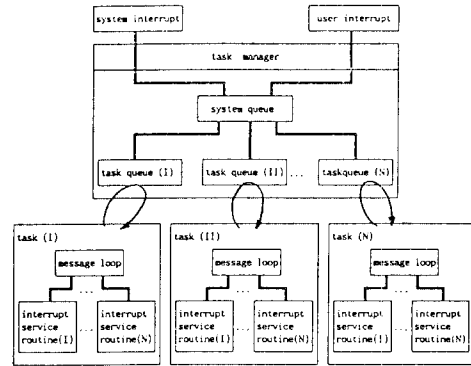 system interrupt
user interrupt
task manager
system queue
task queue (I)
task queue (II)
...
taskqueue (N)
task (I)
message loop
...
interrupt service routine(I)
...
interrupt service routine(N)
task (II)
message loop
...
interrupt service routine(I)
...
interrupt service routine(N)
task (N)
message loop
...
interrupt service routine(I)
...
interrupt service routine(N)